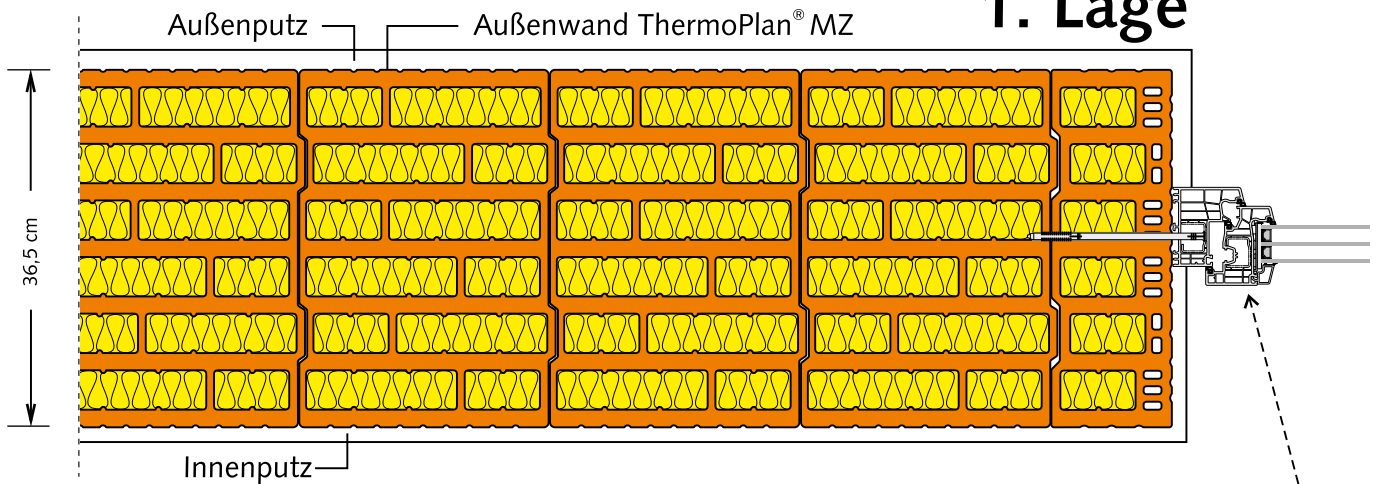 1. Lage
Außenputz
Außenwand ThermoPlan® MZ
36,5 cm
Innenputz